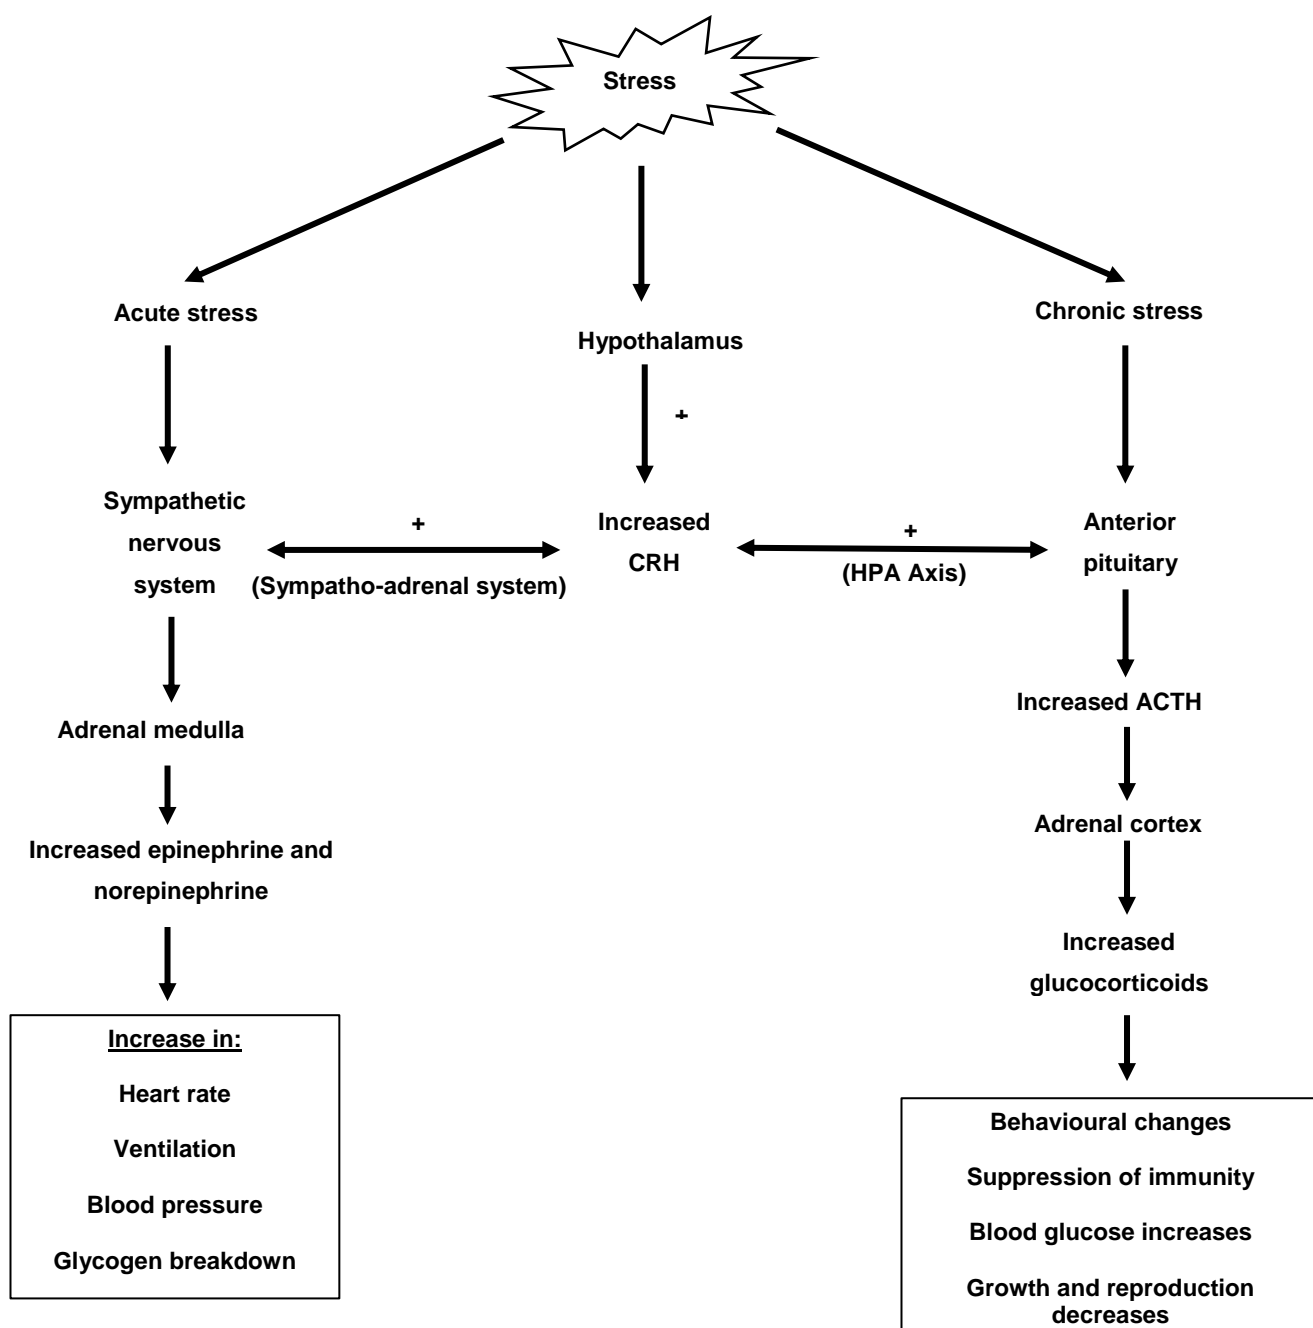 Stress
Acute stress
Hypothalamus
Chronic stress
+
Sympathetic
nervous
system
+
(Sympatho-adrenal system)
Increased
CRH
+
(HPA Axis)
Anterior
pituitary
Adrenal medulla
Increased epinephrine and
norepinephrine
Increase in:
Heart rate
Ventilation
Blood pressure
Glycogen breakdown
Increased ACTH
Adrenal cortex
Increased
glucocorticoids
Behavioural changes
Suppression of immunity
Blood glucose increases
Growth and reproduction
decreases